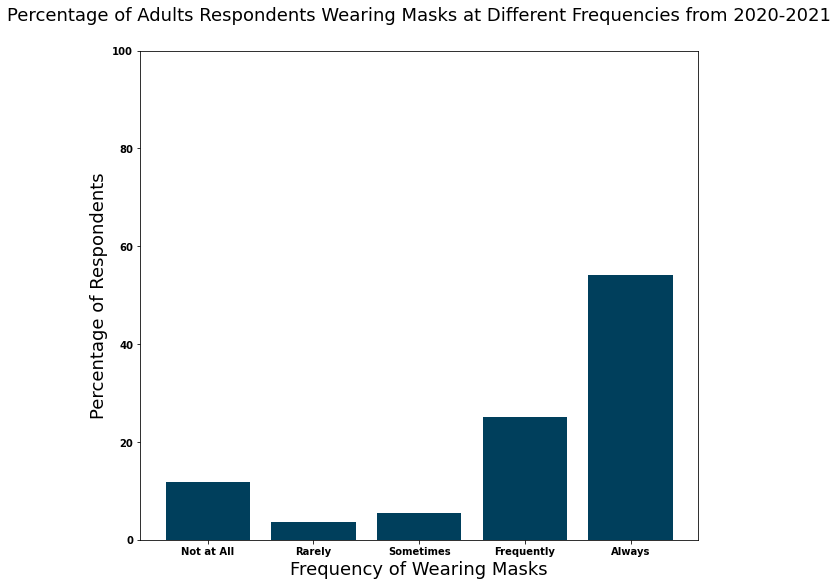 Percentage of Adults Respondents Wearing Masks at Different Frequencies from 2020-2021
100
80
60
40
20
0
Percentage of Respondents
Not at All
Rarely
Sometimes
Frequently
Always
Frequency of Wearing Masks